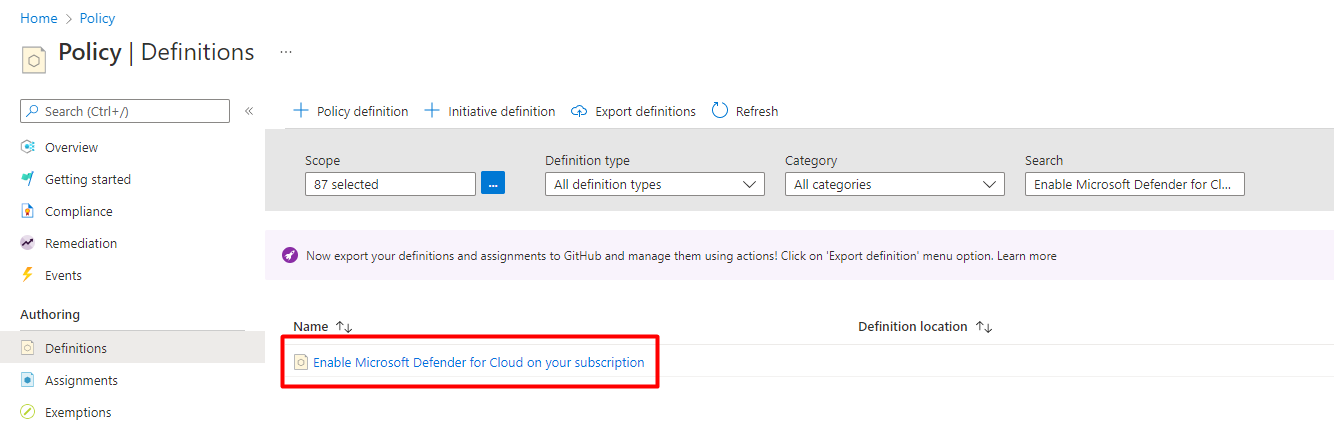 Home > Policy
Policy | Definitions ...
Search (Ctrl+/) «
Overview
Getting started
Compliance
Remediation
Events
Authoring
Definitions
Assignments
Exemptions
+ Policy definition + Initiative definition Export definitions Refresh
Scope Definition type Category Search
87 selected ... All definition types All categories Enable Microsoft Defender for Cl...
Now export your definitions and assignments to GitHub and manage them using actions! Click on 'Export definition' menu option. Learn more
Name ↑↓ Definition location ↑↓
Enable Microsoft Defender for Cloud on your subscription